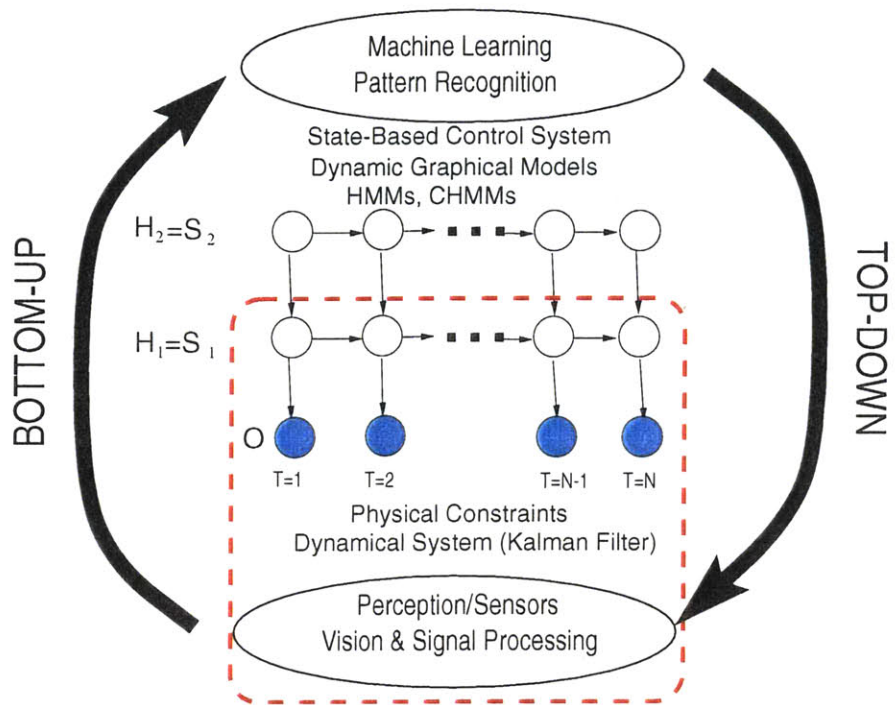 Machine Learning
Pattern Recognition
State-Based Control System
Dynamic Graphical Models
HMMs, CHMMs
H₂=S₂
BOTTOM-UP
TOP-DOWN
H₁=S₁
O
T=1 T=2 T=N-1 T=N
Physical Constraints
Dynamical System (Kalman Filter)
Perception/Sensors
Vision & Signal Processing